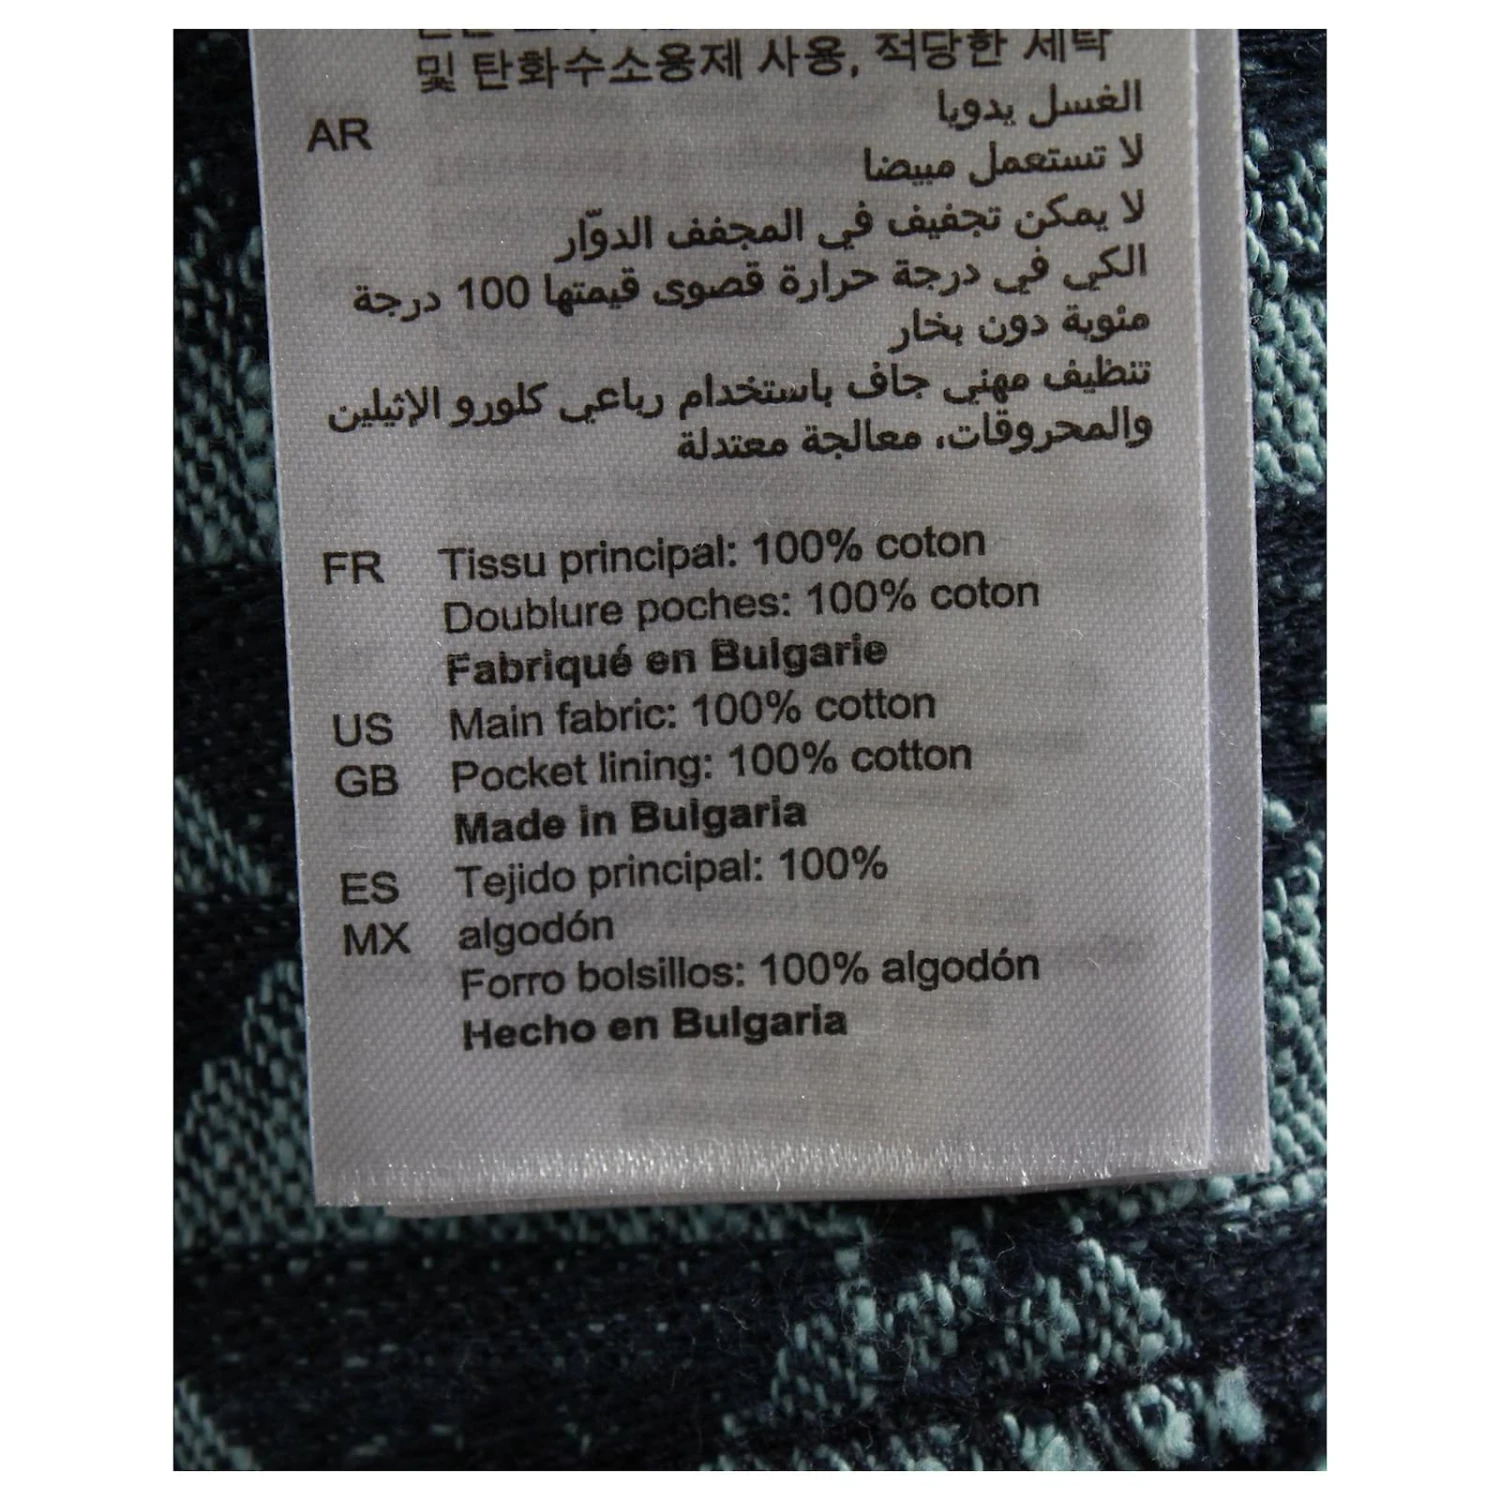 및 탄화수소용제 사용, 적당한 세탁
AR الغسل يدويا
لا تستعمل مبيضا
لا يمكن تجفيف في المجفف الدوّار
الكي في درجة حرارة قصوى قيمتها 100 درجة
مئوية دون بخار
تنظيف مهني جاف باستخدام رباعي كلورو الإثيلين
والمحروقات، معالجة معتدلة
FR Tissu principal: 100% coton
Doublure poches: 100% coton
Fabriqué en Bulgarie
US Main fabric: 100% cotton
GB Pocket lining: 100% cotton
Made in Bulgaria
ES Tejido principal: 100%
MX algodón
Forro bolsillos: 100% algodón
Hecho en Bulgaria